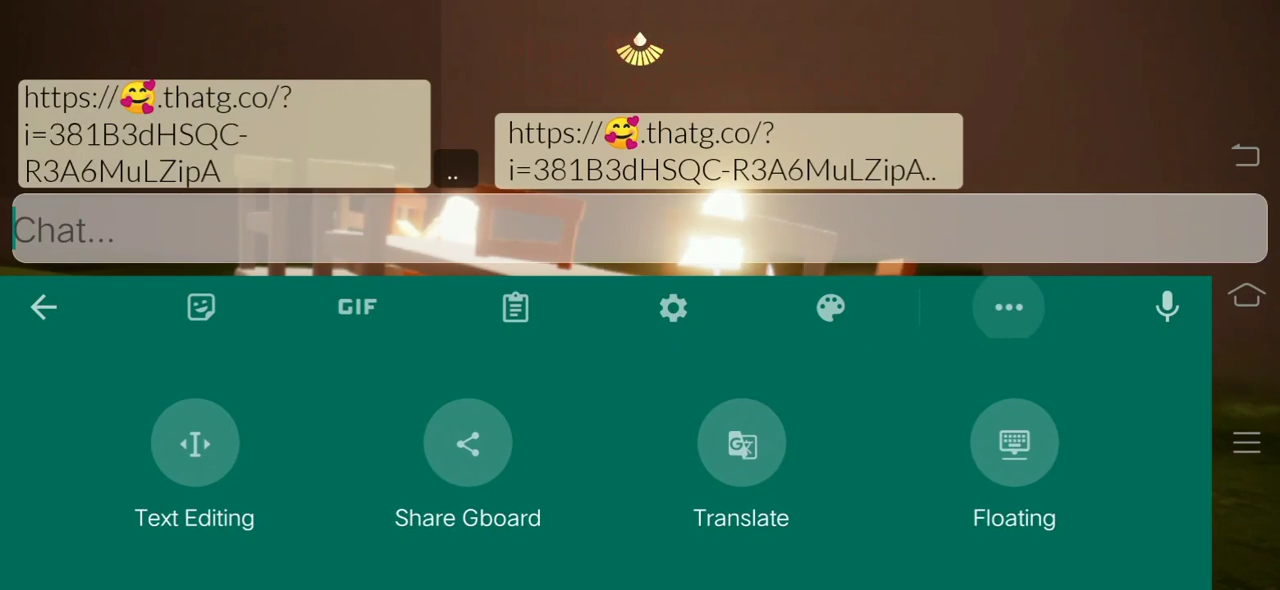 https://🥰.thatg.co/?
i=381B3dHSQC-
R3A6MuLZipA
..
https://🥰.thatg.co/?
i=381B3dHSQC-R3A6MuLZipA..
Chat...
GIF
Text Editing
Share Gboard
Translate
Floating